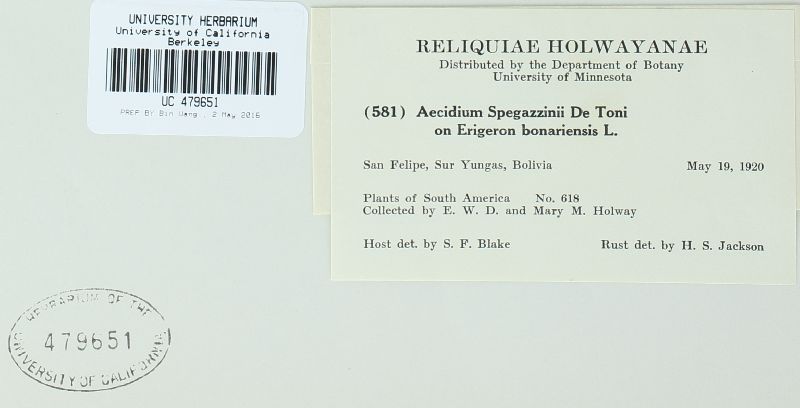 UNIVERSITY HERBARIUM
University of California
Berkeley
UC 479651
PREP BY Bin Wang , 2 May 2016
RELIQUIAE HOLWAYANAE
Distributed by the Department of Botany
University of Minnesota
(581) Aecidium Spegazzinii De Toni
on Erigeron bonariensis L.
San Felipe, Sur Yungas, Bolivia May 19, 1920
Plants of South America No. 618
Collected by E. W. D. and Mary M. Holway
Host det. by S. F. Blake Rust det. by H. S. Jackson
HERBARIUM OF THE
479651
UNIVERSITY OF CALIFORNIA